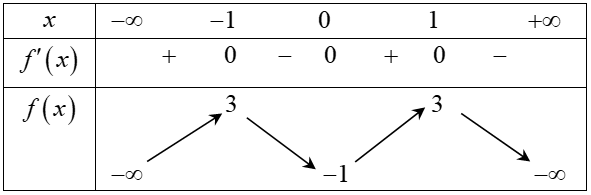 x −∞ −1 0 1 +∞
f′(x) + 0 − 0 + 0 −
f(x) 3 3
−∞ −1 −∞